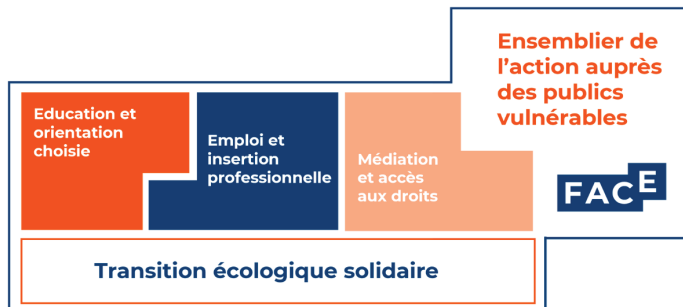 Ensemblier de
l'action auprès
des publics
vulnérables
Education et
orientation
choisie
Emploi et
insertion
professionnelle
Médiation
et accès
aux droits
FACE
Transition écologique solidaire